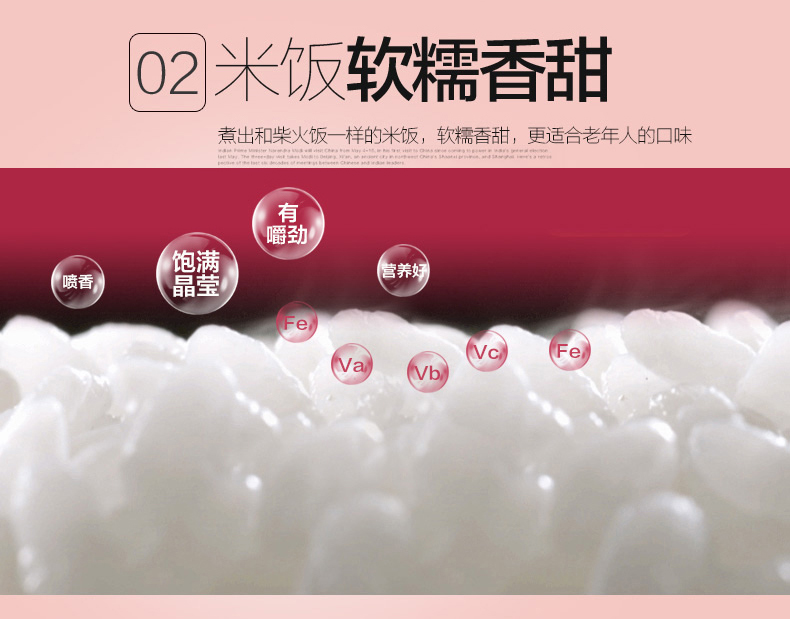 02 米饭软糯香甜
煮出和柴火饭一样的米饭，软糯香甜，更适合老年人的口味
有
嚼劲
饱满
晶莹
喷香
营养好
Fe
Va
Vb
Vc
Fe